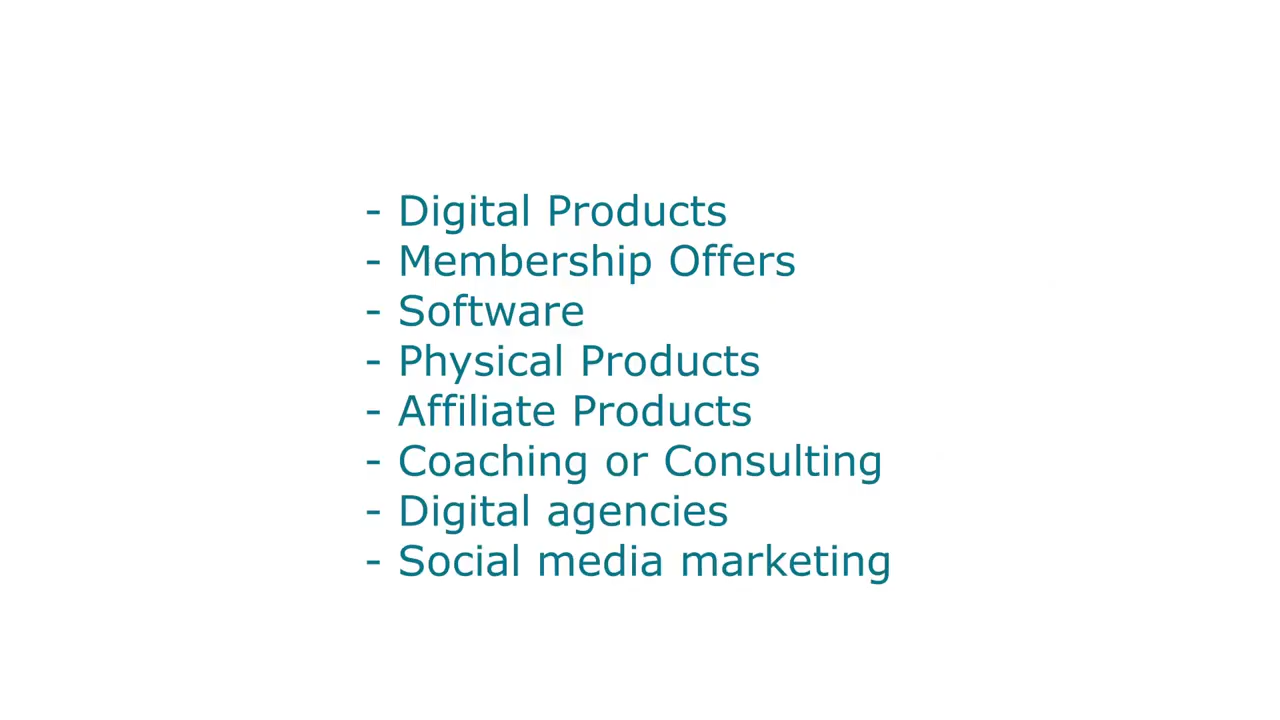 - Digital Products
- Membership Offers
- Software
- Physical Products
- Affiliate Products
- Coaching or Consulting
- Digital agencies
- Social media marketing